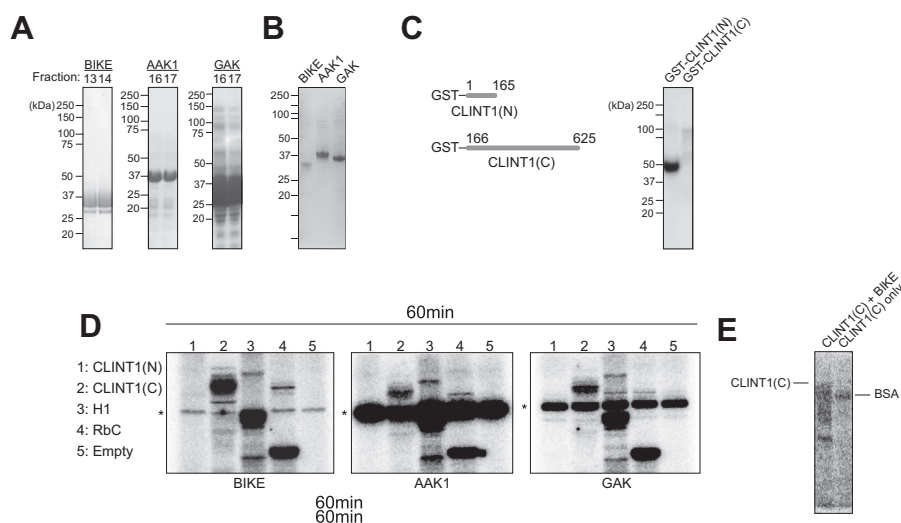 A
BIKE AAK1 GAK
Fraction: 13 14 16 17 16 17
(kDa) 250 150 100 75 50 37 25 20
250 150 100 75 50 37 25 20
250 150 100 75 50 37 25 20
B
BIKE AAK1 GAK
250
100
50
37
25
C
1 165
GST
CLINT1(N)
166 625
GST
CLINT1(C)
GST-CLINT1(N)
GST-CLINT1(C)
(kDa)
250
100
50
37
25
20
D
60min
1: CLINT1(N)
2: CLINT1(C)
3: H1
4: RbC
5: Empty
1 2 3 4 5 1 2 3 4 5 1 2 3 4 5
* * *
BIKE AAK1 GAK
60min
60min
E
CLINT1(C) + BIKE
CLINT1(C) only
CLINT1(C)
BSA